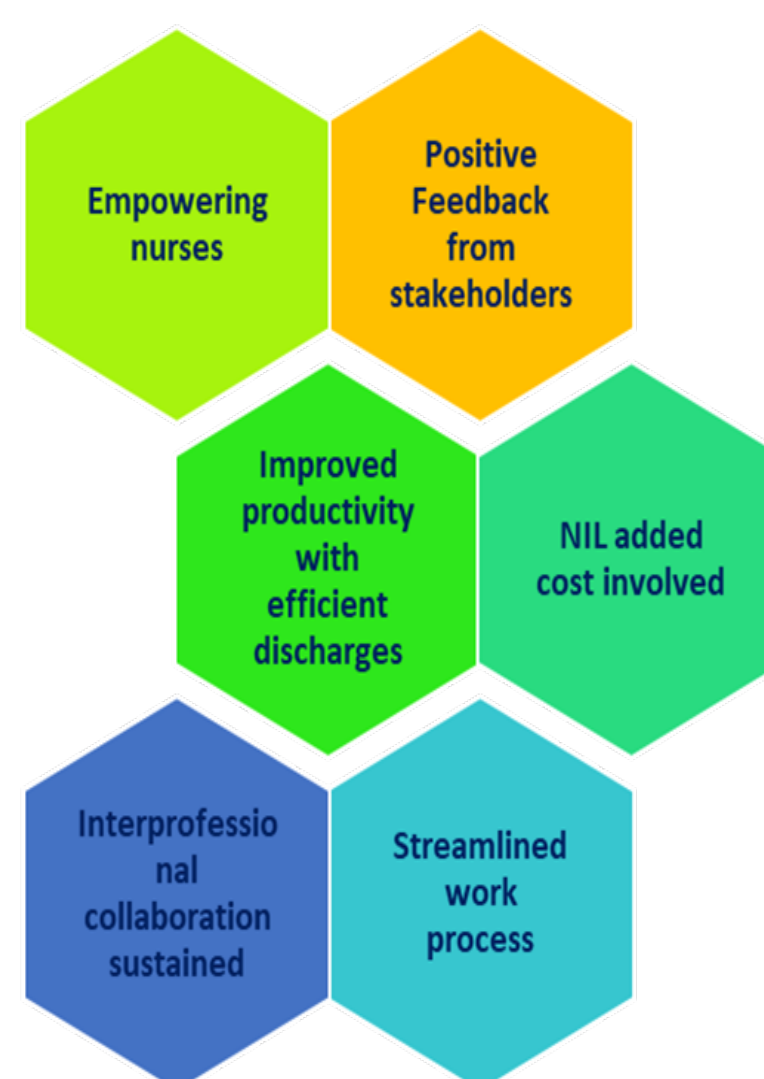 Empowering
nurses
Positive
Feedback
from
stakeholders
Improved
productivity
with
efficient
discharges
NIL added
cost involved
Interprofessio
nal
collaboration
sustained
Streamlined
work
process